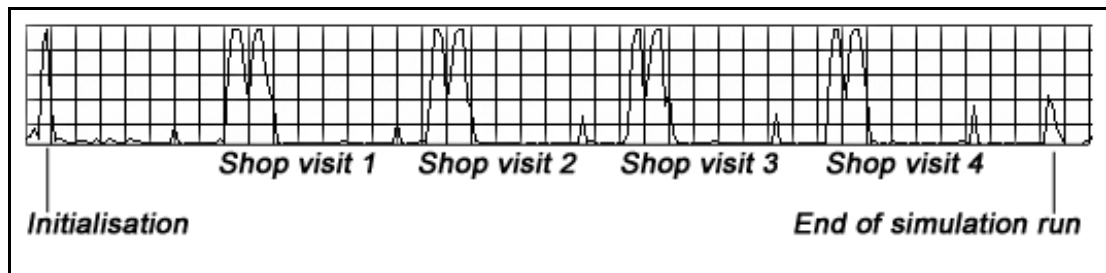 Shop visit 1 Shop visit 2 Shop visit 3 Shop visit 4
Initialisation End of simulation run